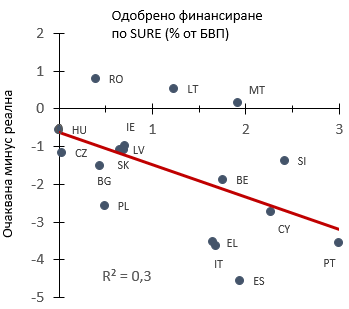 Одобрено финансиране
по SURE (% от БВП)
Очаквана минус реална
2
1
0
-1
-2
-3
-4
-5
1
2
3
RO
LT
MT
HU
IE
CZ
LV
SK
SI
BG
BE
PL
CY
EL
IT
PT
ES
R² = 0,3